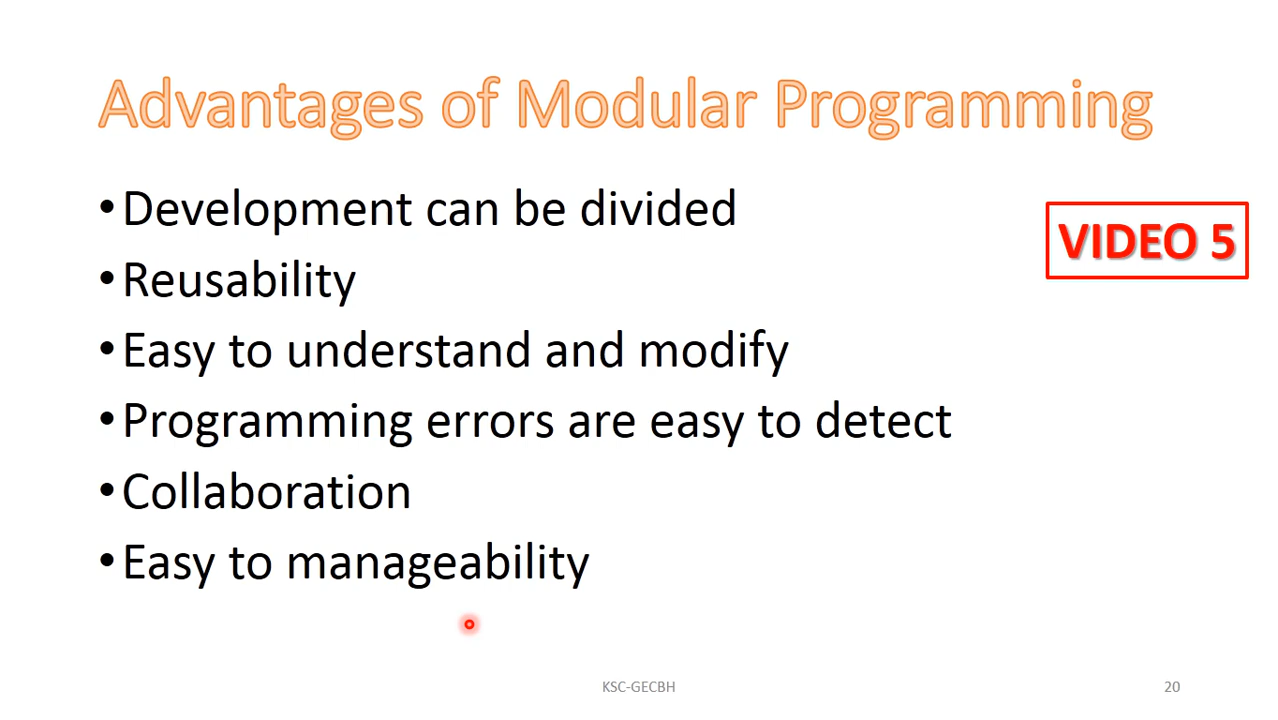 Advantages of Modular Programming
•Development can be divided
VIDEO 5
•Reusability
•Easy to understand and modify
•Programming errors are easy to detect
•Collaboration
•Easy to manageability
KSC-GECBH
20